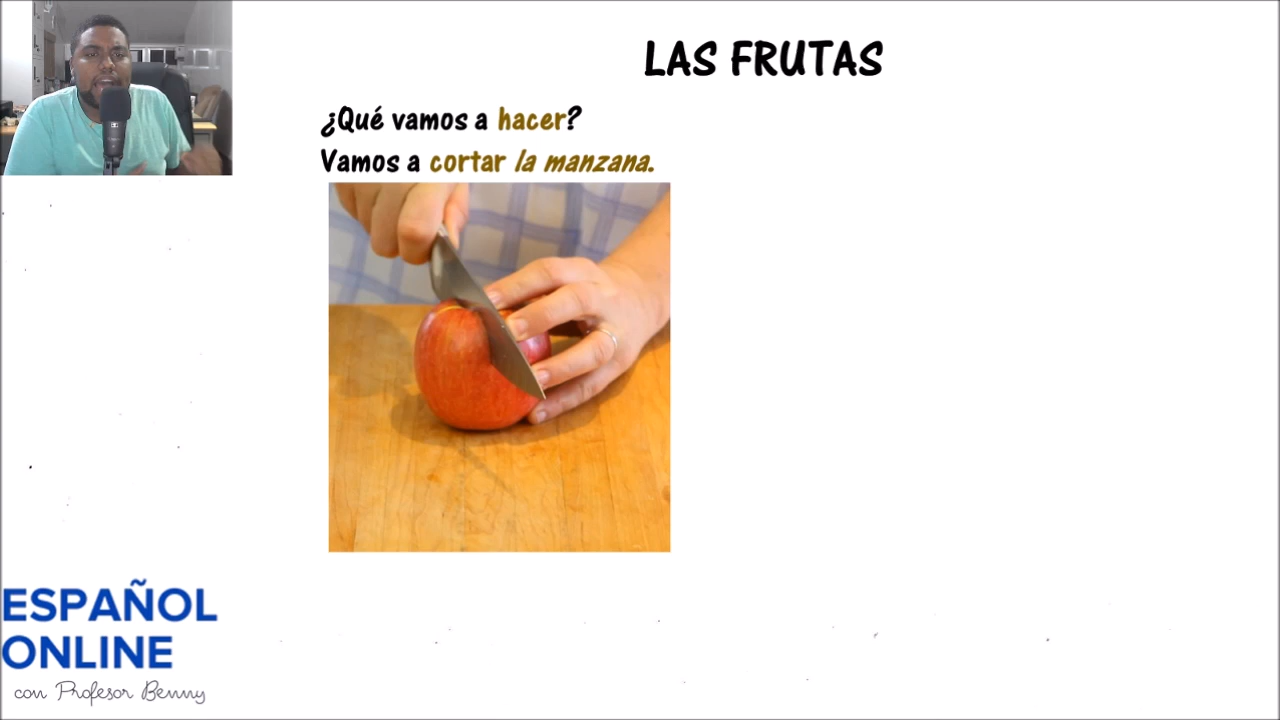 LAS FRUTAS
¿Qué vamos a hacer?
Vamos a cortar la manzana.
ESPAÑOL
ONLINE
con Profesor Benny